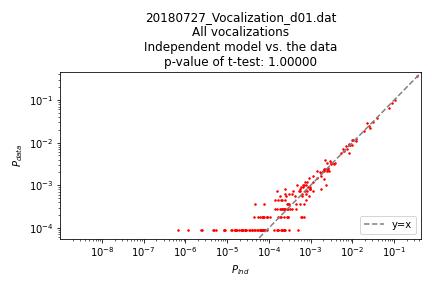 20180727_Vocalization_d01.dat
All vocalizations
Independent model vs. the data
p-value of t-test: 1.00000
10⁻¹
10⁻²
10⁻³
10⁻⁴
P_data
y=x
10⁻⁸ 10⁻⁷ 10⁻⁶ 10⁻⁵ 10⁻⁴ 10⁻³ 10⁻² 10⁻¹
P_ind